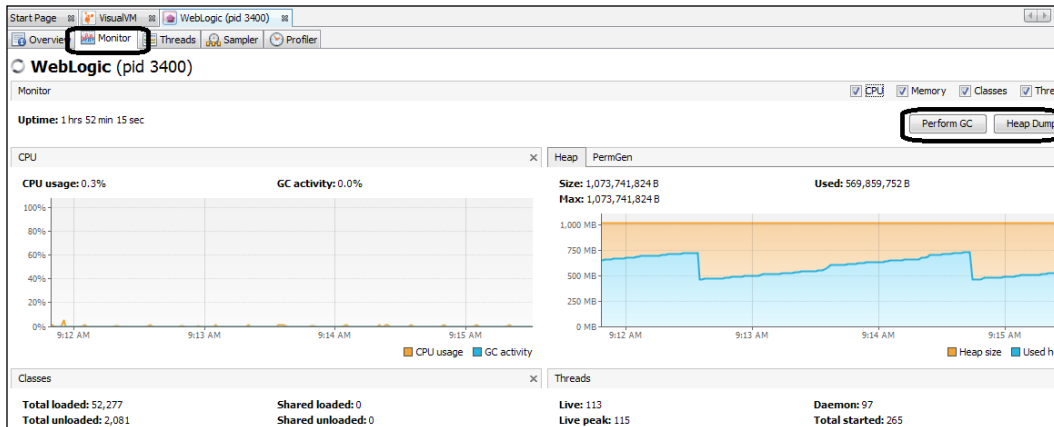 Start Page VisualVM WebLogic (pid 3400)
Overview Monitor Threads Sampler Profiler
WebLogic (pid 3400)
Monitor CPU Memory Classes Thre
Uptime: 1 hrs 52 min 15 sec Perform GC Heap Dump
CPU Heap PermGen
CPU usage: 0.3% GC activity: 0.0% Size: 1,073,741,824 B Used: 569,859,752 B
Max: 1,073,741,824 B
100% 1,000 MB
80% 750 MB
60% 500 MB
40% 250 MB
20% 0 MB
0%
9:12 AM 9:13 AM 9:14 AM 9:15 AM 9:12 AM 9:13 AM 9:14 AM 9:15 AM
CPU usage GC activity Heap size Used h
Classes Threads
Total loaded: 52,277 Shared loaded: 0 Live: 113 Daemon: 97
Total unloaded: 2,081 Shared unloaded: 0 Live peak: 115 Total started: 265